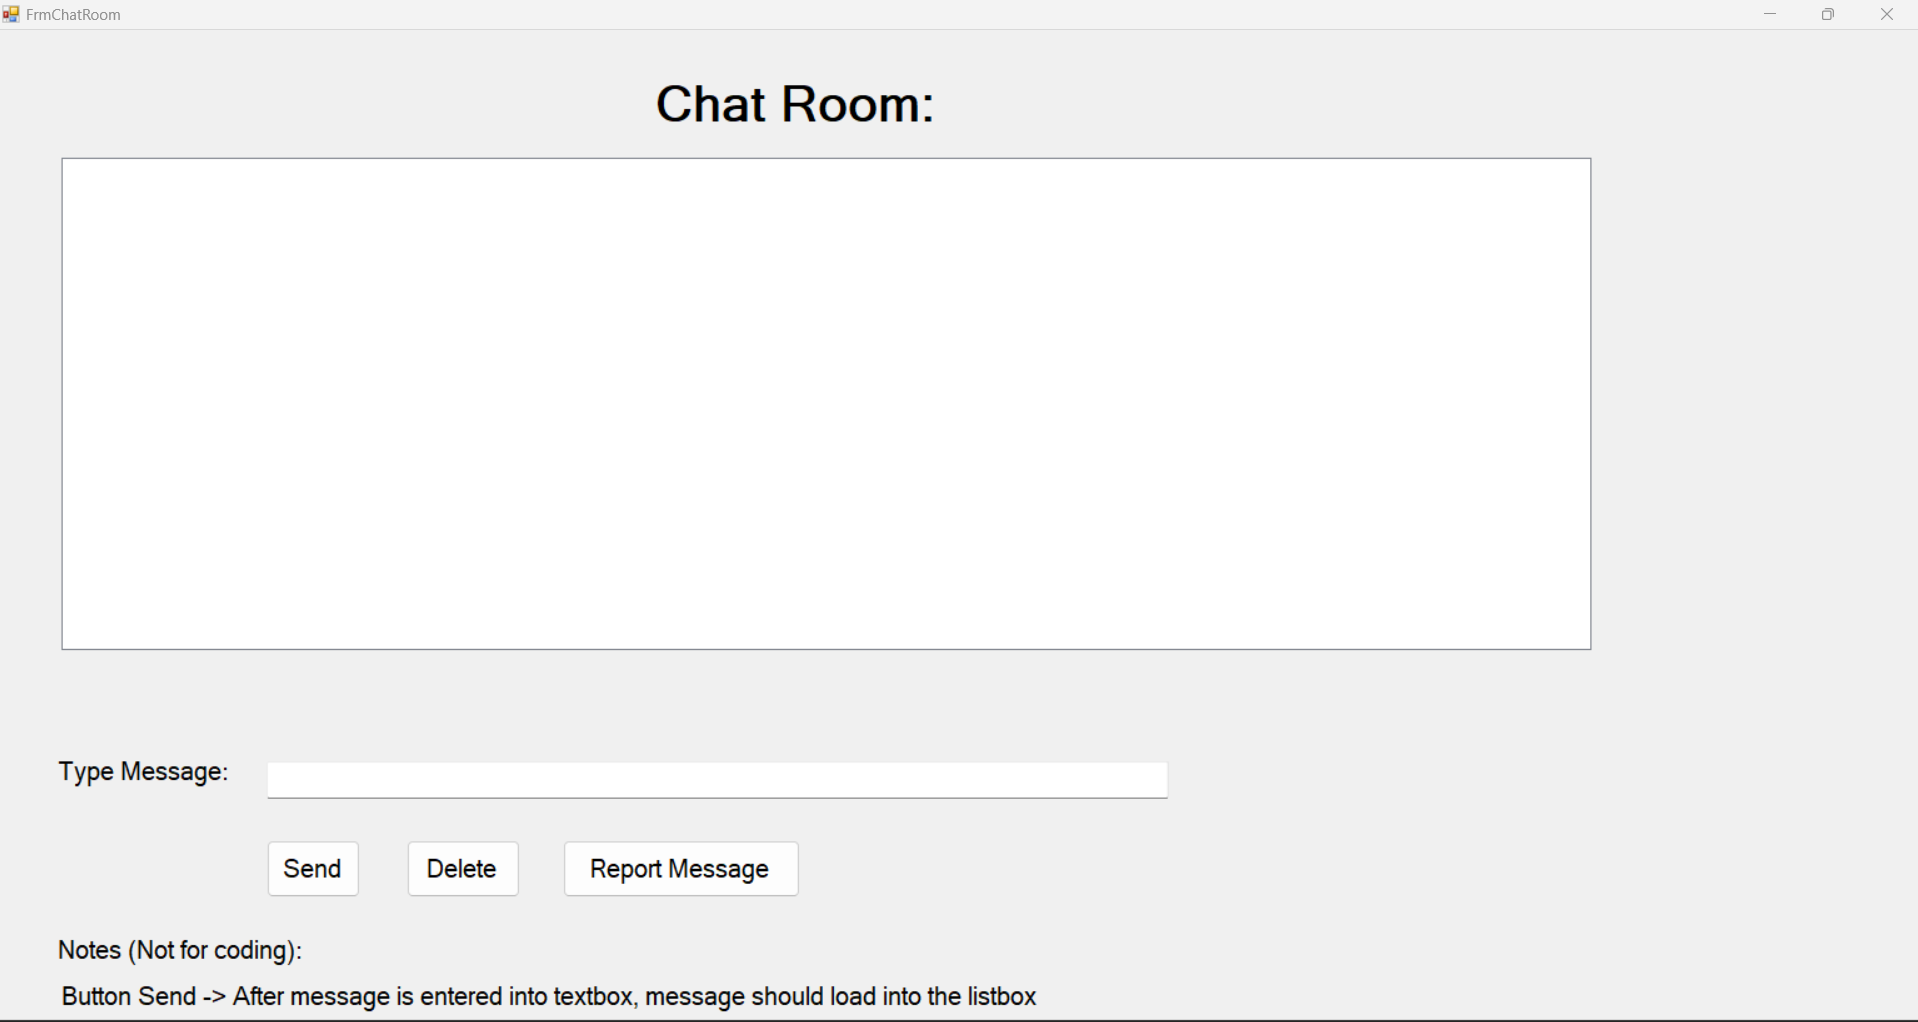 FrmChatRoom
Chat Room:
Type Message:
Send
Delete
Report Message
Notes (Not for coding):
Button Send -> After message is entered into textbox, message should load into the listbox